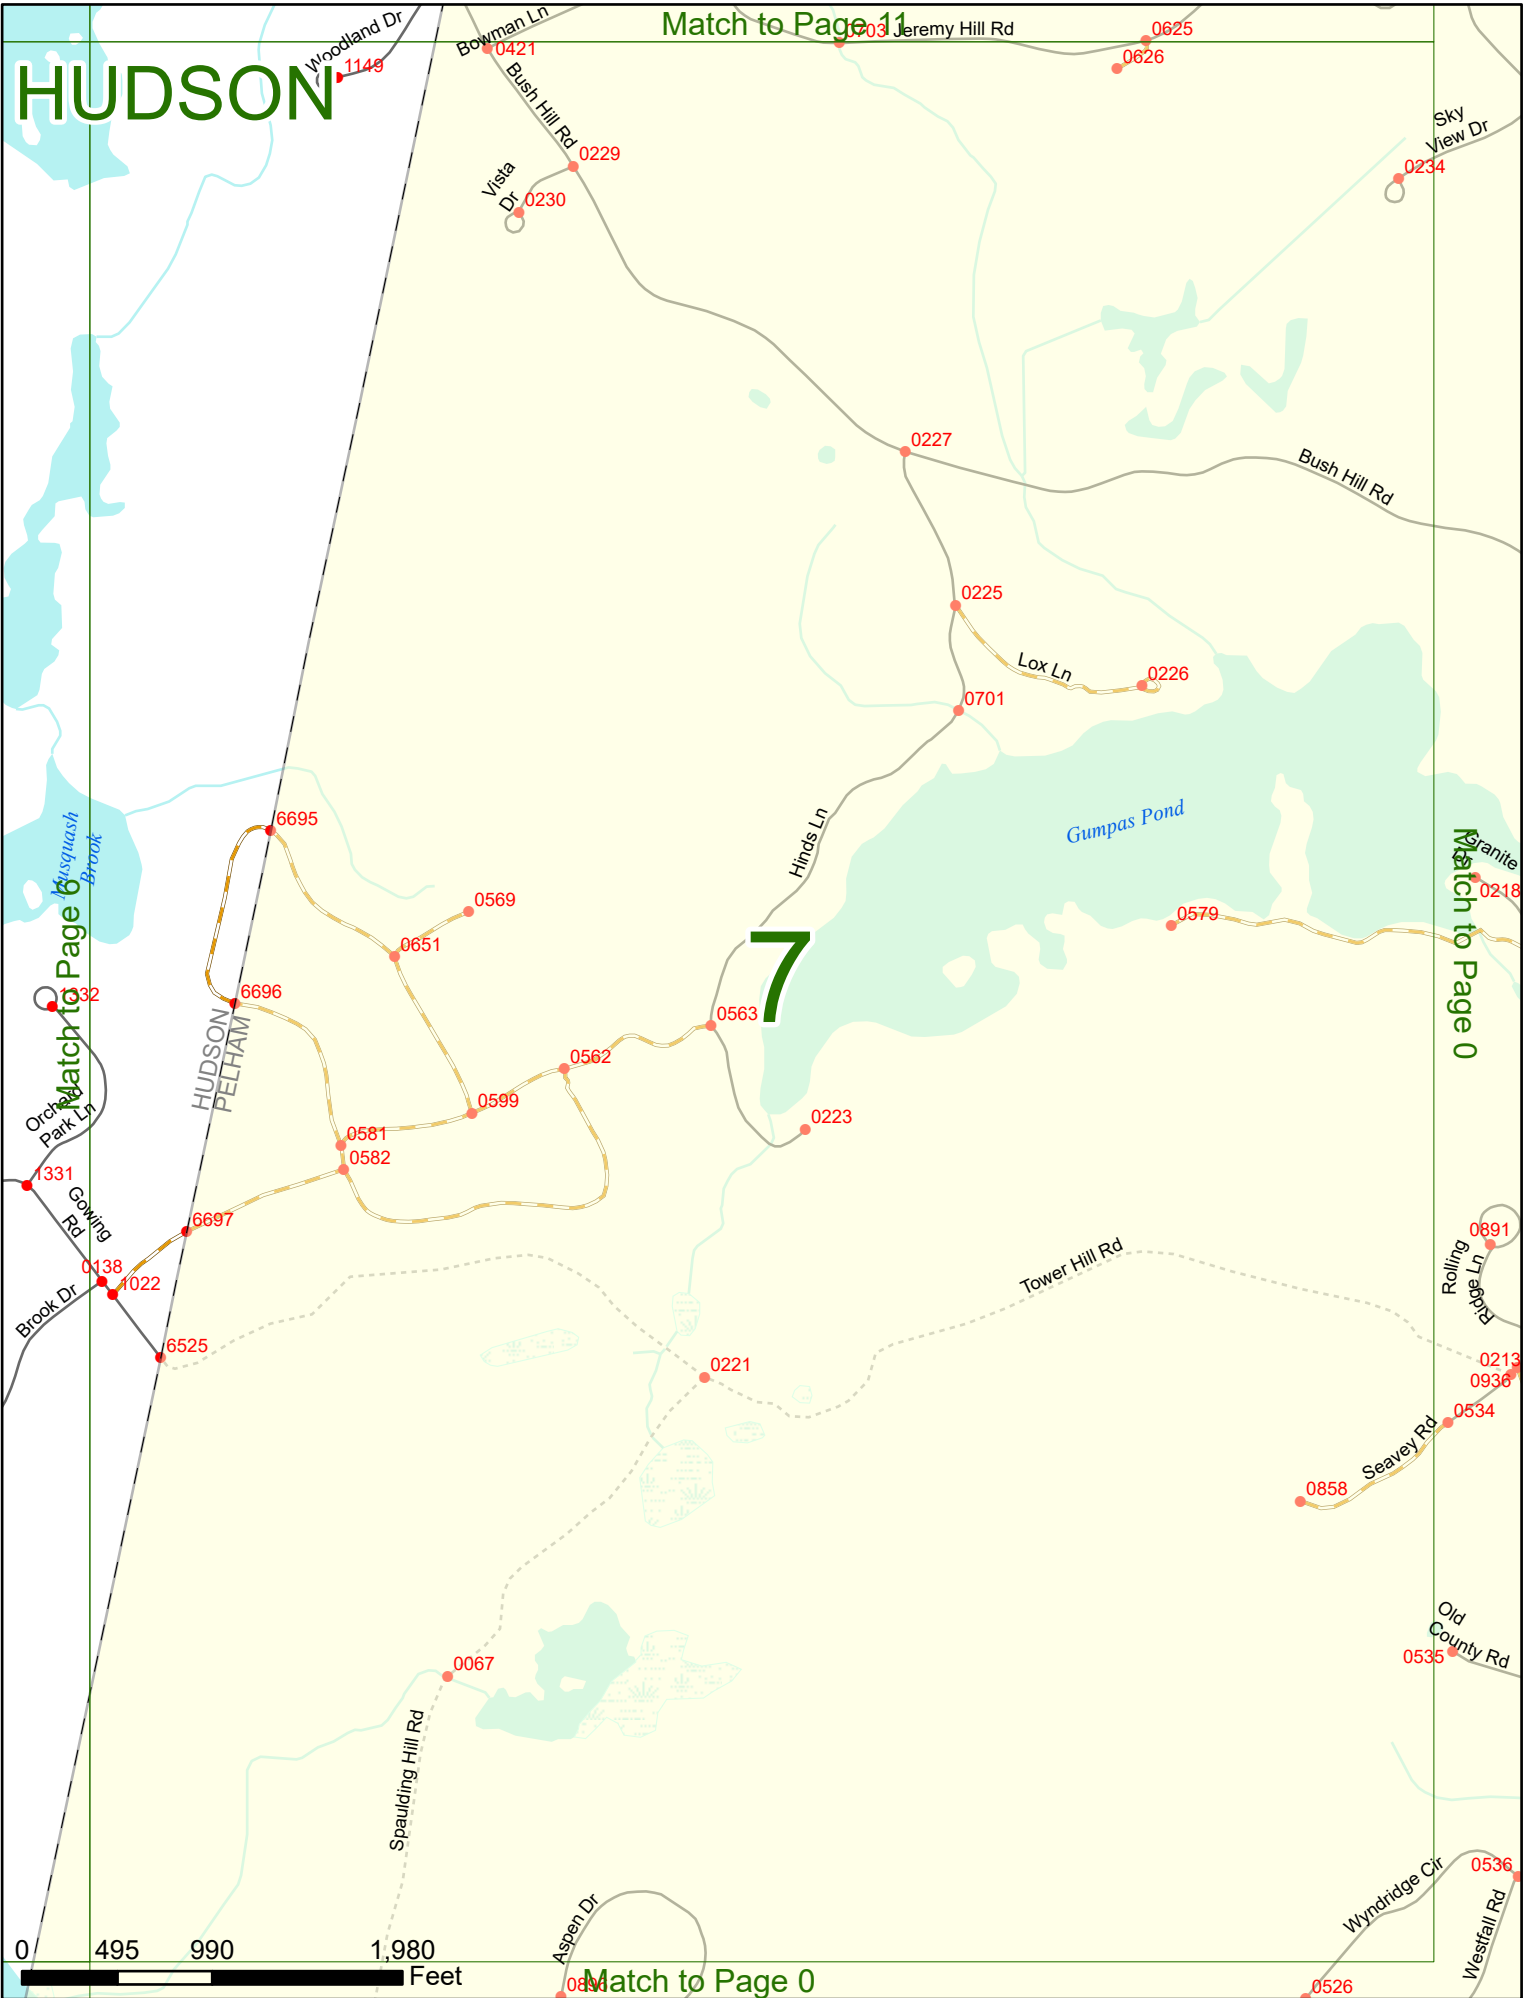 Match to Page 11
HUDSON
Woodland Dr
1149
Bowman Ln
0421
0703
Jeremy Hill Rd
0625
0626
Bush Hill Rd
0229
Vista
Dr
0230
Sky
View Dr
0234
0227
Bush Hill Rd
0225
Lox Ln
0226
0701
Hinds Ln
Gumpas Pond
Musquash
Brook
6695
0569
0651
6696
Match to Page 6
1332
HUDSON
PELHAM
7
0563
0562
0599
0581
0582
0223
0579
Granite
Dr
0218
Match to Page 0
Orchard
Park Ln
1331
Gowing
Rd
6697
0138
1022
Brook Dr
6525
Tower Hill Rd
0221
0891
Rolling
Ridge Ln
0213
0936
0534
Seavey Rd
0858
Old
County Rd
0535
0067
Spaulding Hill Rd
Aspen Dr
Wyndridge Cir
0536
Westfall Rd
0 495 990 1,980
Feet
0896
Match to Page 0
0526